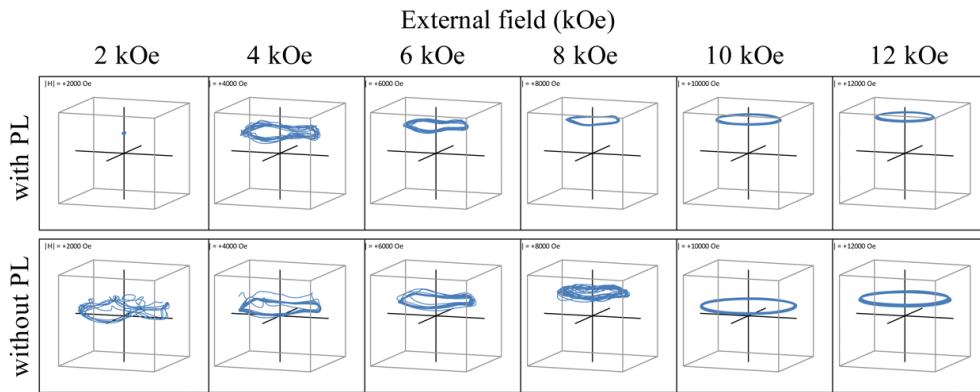 External field (kOe)
2 kOe 4 kOe 6 kOe 8 kOe 10 kOe 12 kOe
with PL
|H| = +2000 Oe | = +4000 Oe | = +6000 Oe | = +8000 Oe | = +10000 Oe | = +12000 Oe
without PL
|H| = +2000 Oe | = +4000 Oe | = +6000 Oe | = +8000 Oe | = +10000 Oe | = +12000 Oe